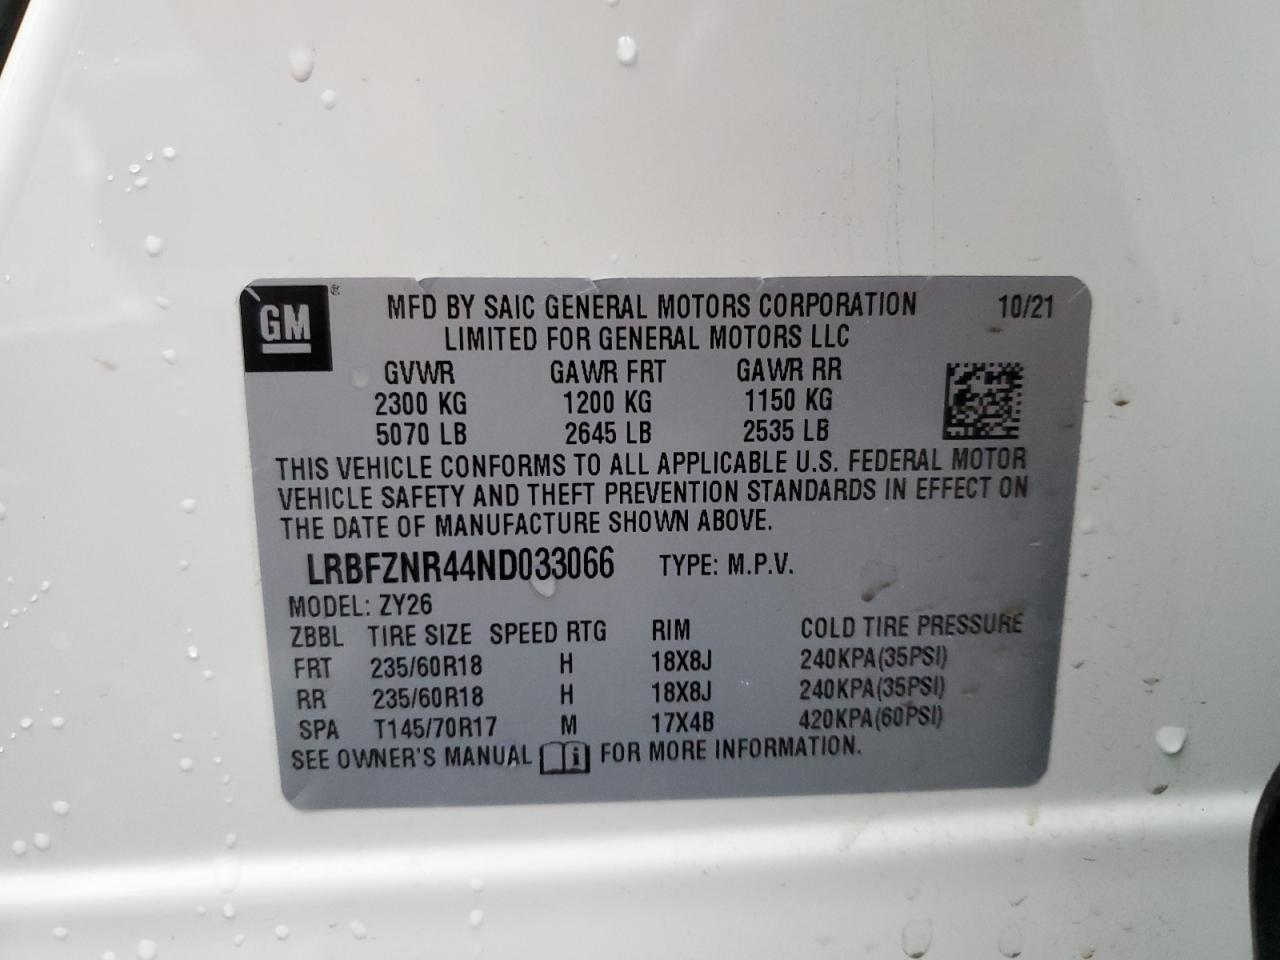 GM ® MFD BY SAIC GENERAL MOTORS CORPORATION 10/21
LIMITED FOR GENERAL MOTORS LLC
GVWR GAWR FRT GAWR RR
2300 KG 1200 KG 1150 KG
5070 LB 2645 LB 2535 LB
THIS VEHICLE CONFORMS TO ALL APPLICABLE U.S. FEDERAL MOTOR
VEHICLE SAFETY AND THEFT PREVENTION STANDARDS IN EFFECT ON
THE DATE OF MANUFACTURE SHOWN ABOVE.
LRBFZNR44ND033066 TYPE: M.P.V.
MODEL: ZY26
ZBBL TIRE SIZE SPEED RTG RIM COLD TIRE PRESSURE
FRT 235/60R18 H 18X8J 240KPA(35PSI)
RR 235/60R18 H 18X8J 240KPA(35PSI)
SPA T145/70R17 M 17X4B 420KPA(60PSI)
SEE OWNER'S MANUAL i FOR MORE INFORMATION.